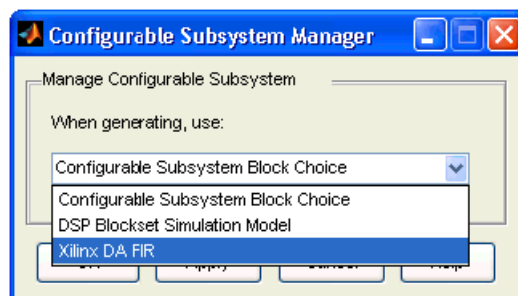 Configurable Subsystem Manager
Manage Configurable Subsystem
When generating, use:
Configurable Subsystem Block Choice
Configurable Subsystem Block Choice
DSP Blockset Simulation Model
Xilinx DA FIR